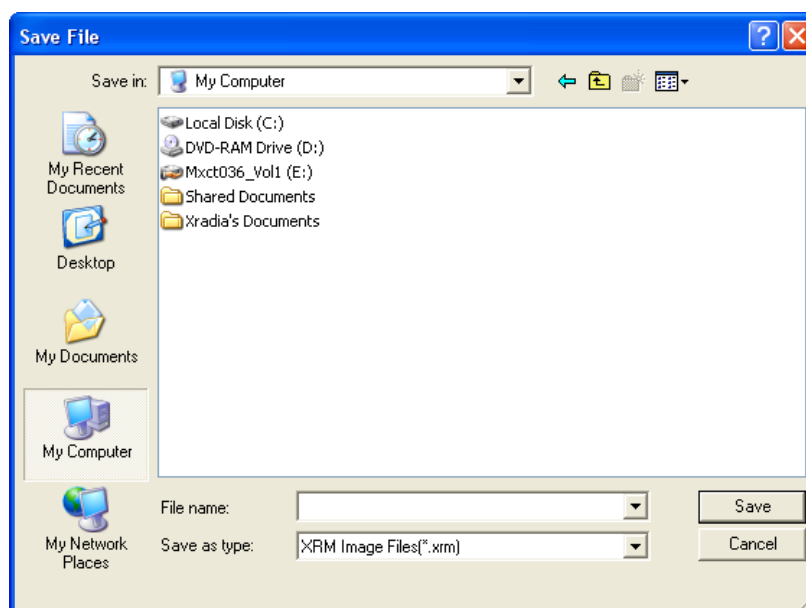 Save File
Save in:
My Computer
My Recent
Documents
Desktop
My Documents
My Computer
My Network
Places
Local Disk (C:)
DVD-RAM Drive (D:)
Mxct036_Vol1 (E:)
Shared Documents
Xradia's Documents
File name:
Save
Save as type:
XRM Image Files(*.xrm)
Cancel